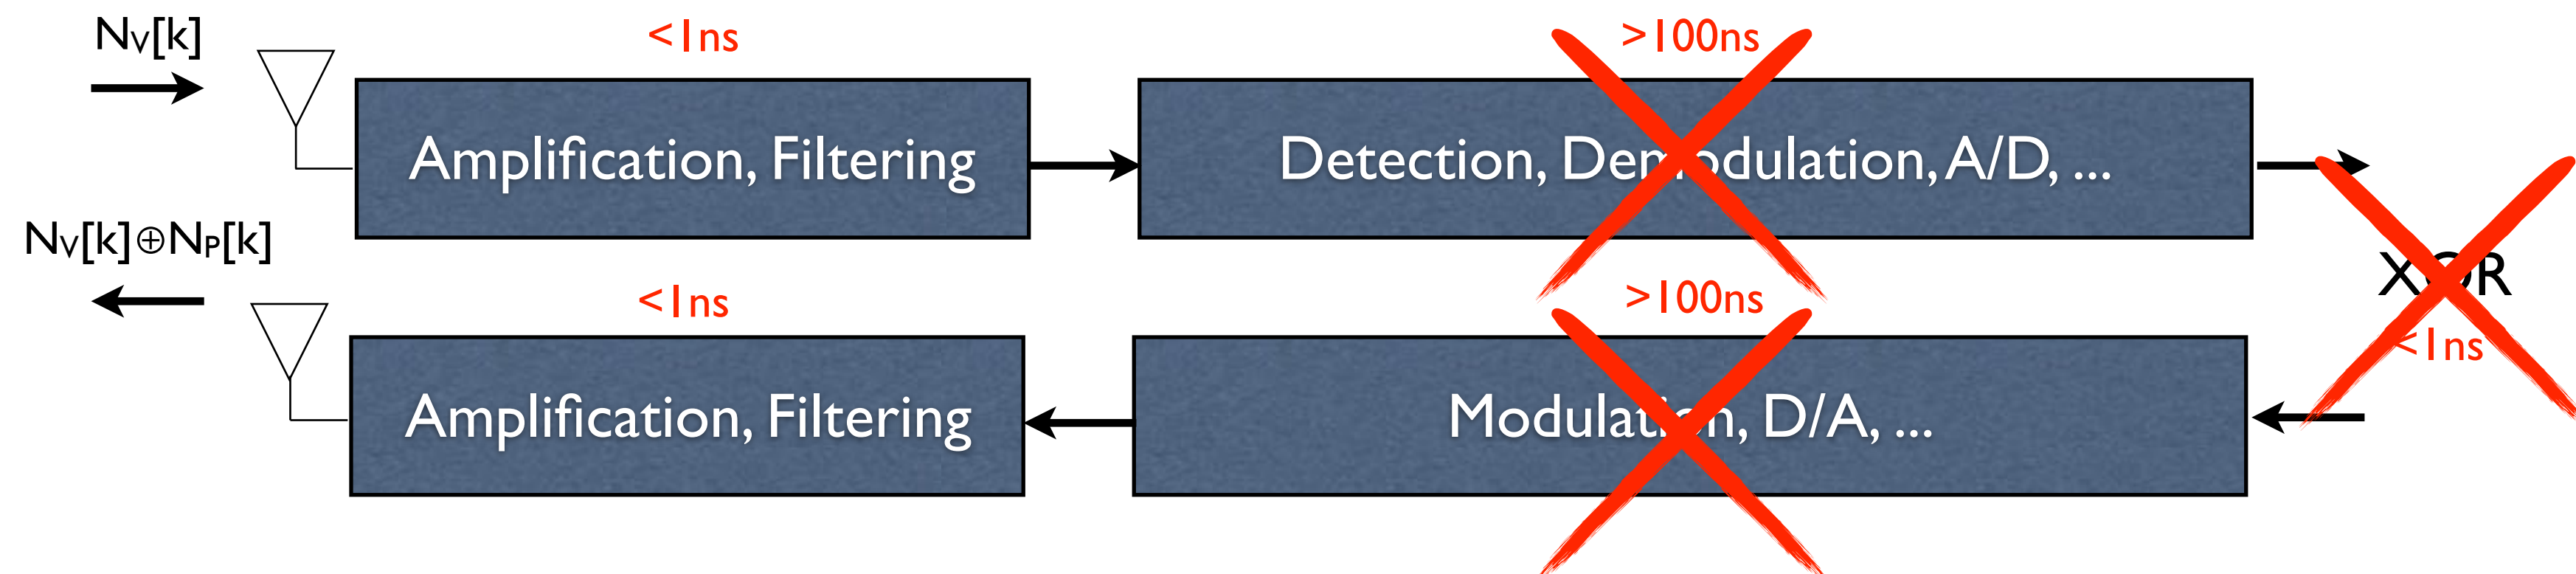 Nv[k]
<1ns
>100ns
Amplification, Filtering
Detection, Demodulation, A/D, ...
Nv[k]⊕NP[k]
<1ns
>100ns
XOR
<1ns
Amplification, Filtering
Modulation, D/A, ...